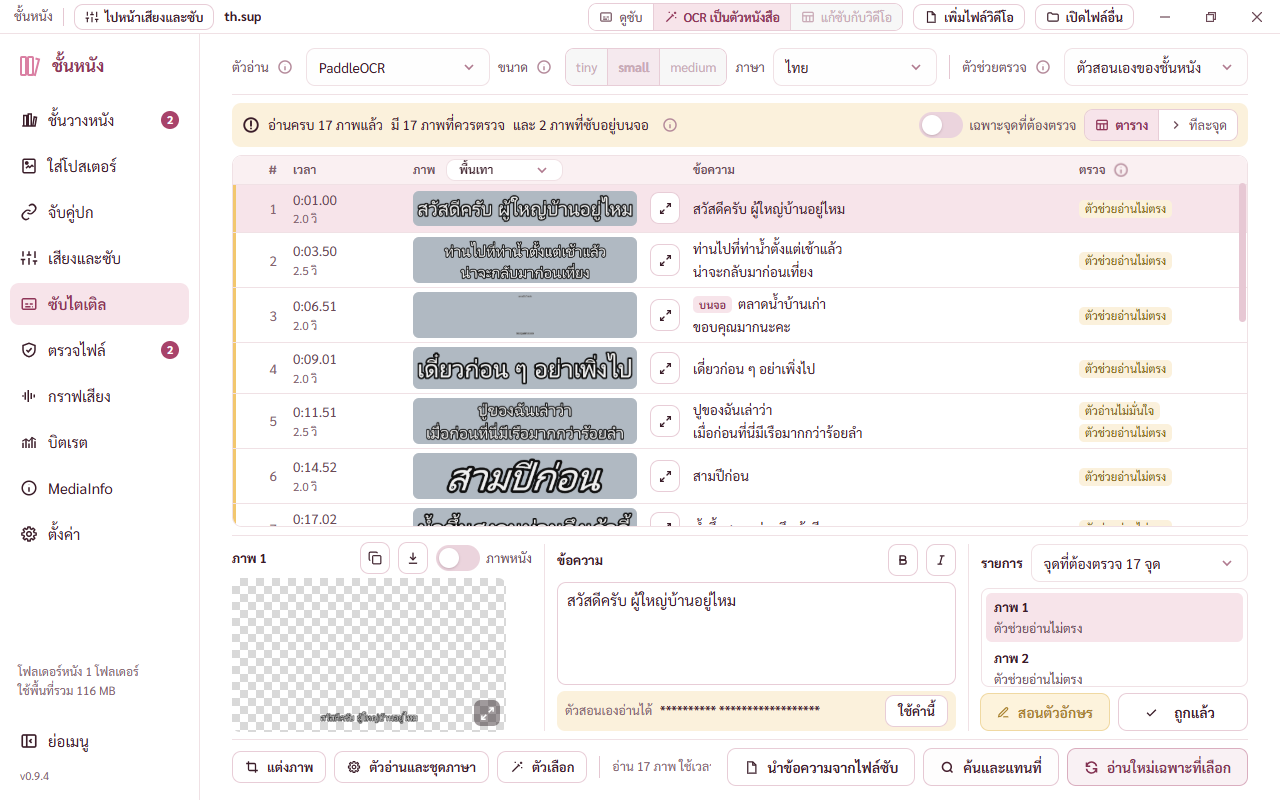 ชั้นหนัง
ไปหน้าเสียงและซับ
th.sup
ดูซับ
OCR เป็นตัวหนังสือ
แก้ซับกับวิดีโอ
เพิ่มไฟล์วิดีโอ
เปิดไฟล์อื่น
ชั้นหนัง
ชั้นวางหนัง 2
ใส่โปสเตอร์
จับคู่ปก
เสียงและซับ
ซับไตเติล
ตรวจไฟล์ 2
กราฟเสียง
บิตเรต
MediaInfo
ตั้งค่า
โฟลเดอร์หนัง 1 โฟลเดอร์
ใช้พื้นที่รวม 116 MB
ย่อเมนู
v0.9.4
ตัวอ่าน PaddleOCR ขนาด tiny small medium ภาษา ไทย ตัวช่วยตรวจ ตัวสอนเองของชั้นหนัง
อ่านครบ 17 ภาพแล้ว มี 17 ภาพที่ควรตรวจ และ 2 ภาพที่ซับอยู่บนจอ
เฉพาะจุดที่ต้องตรวจ ตาราง ทีละจุด
# เวลา ภาพ พื้นเทา ข้อความ ตรวจ
1 0:01.00 สวัสดีครับ ผู้ใหญ่บ้านอยู่ไหม สวัสดีครับ ผู้ใหญ่บ้านอยู่ไหม ตัวช่วยอ่านไม่ตรง
2.0 วิ
2 0:03.50 ท่านไปที่ท่าน้ำตั้งแต่เช้าแล้ว ท่านไปที่ท่าน้ำตั้งแต่เช้าแล้ว ตัวช่วยอ่านไม่ตรง
2.5 วิ น่าจะกลับมาก่อนเที่ยง น่าจะกลับมาก่อนเที่ยง
3 0:06.51 บนจอ ตลาดน้ำบ้านเก่า ตัวช่วยอ่านไม่ตรง
2.0 วิ ขอบคุณมากนะคะ
4 0:09.01 เดี๋ยวก่อน ๆ อย่าเพิ่งไป เดี๋ยวก่อน ๆ อย่าเพิ่งไป ตัวช่วยอ่านไม่ตรง
2.0 วิ
5 0:11.51 ปู่ของฉันเล่าว่า ปูของฉันเล่าว่า ตัวอ่านไม่มั่นใจ
2.5 วิ เมื่อก่อนที่นี่มีเรือมากกว่าร้อยลำ เมื่อก่อนที่นี่มีเรือมากกว่าร้อยลำ ตัวช่วยอ่านไม่ตรง
6 0:14.52 สามปีก่อน สามปีก่อน ตัวช่วยอ่านไม่ตรง
2.0 วิ
0:17.02
ภาพ 1 ภาพหนัง
สวัสดีครับ ผู้ใหญ่บ้านอยู่ไหม
ข้อความ B I
สวัสดีครับ ผู้ใหญ่บ้านอยู่ไหม
ตัวสอนเองอ่านได้ ********** ****************** ใช้คำนี้
รายการ จุดที่ต้องตรวจ 17 จุด
ภาพ 1
ตัวช่วยอ่านไม่ตรง
ภาพ 2
ตัวช่วยอ่านไม่ตรง
สอนตัวอักษร ถูกแล้ว
แต่งภาพ ตัวอ่านและชุดภาษา ตัวเลือก อ่าน 17 ภาพ นำข้อความจากไฟล์ซับ ค้นและแทนที่ อ่านใหม่เฉพาะที่เลือก